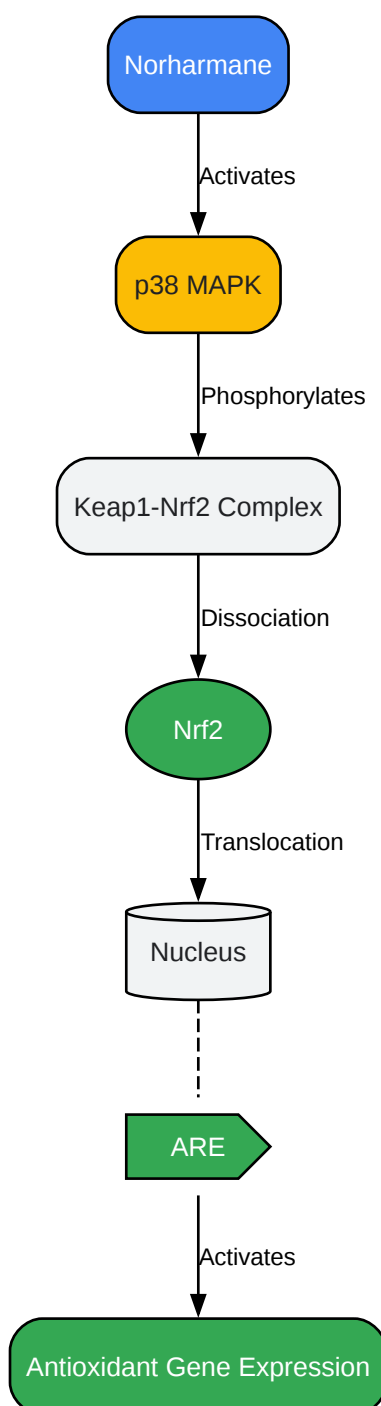 Norharmane
Activates
p38 MAPK
Phosphorylates
Keap1-Nrf2 Complex
Dissociation
Nrf2
Translocation
Nucleus
ARE
Activates
Antioxidant Gene Expression